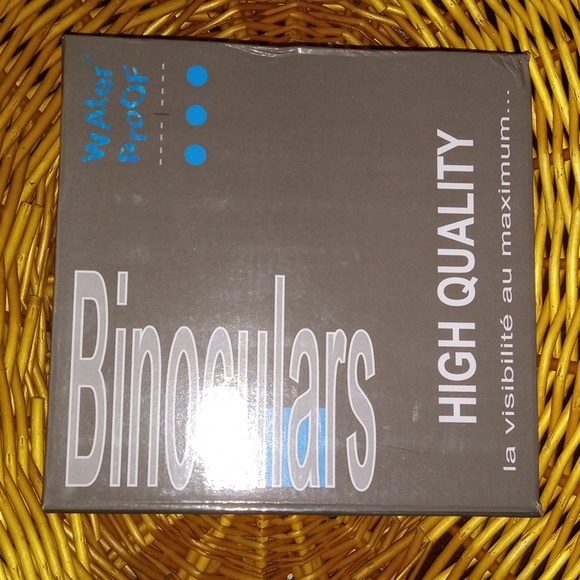 WAter
ProOF
Binoculars
HIGH QUALITY
la visibilité au maximum...